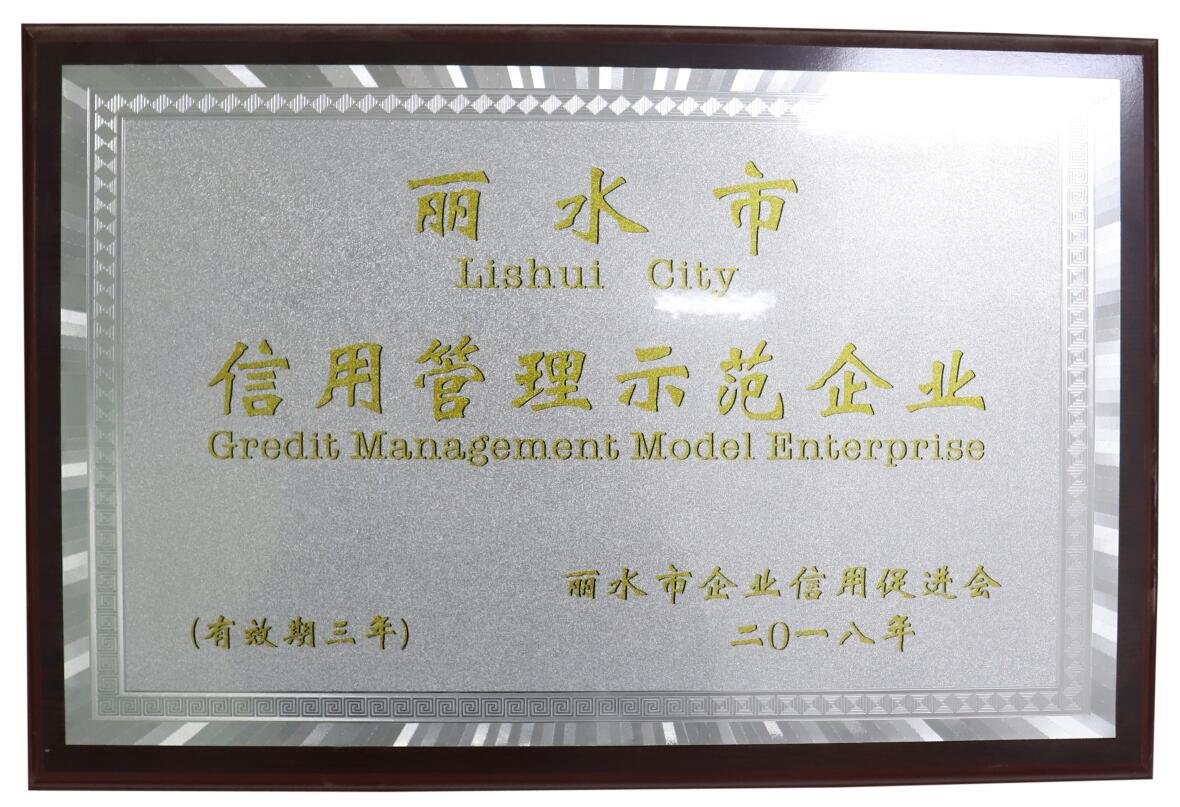 丽水市
Lishui City
信用管理示范企业
Gredit Management Model Enterprise
丽水市企业信用促进会
(有效期三年)
二0一八年